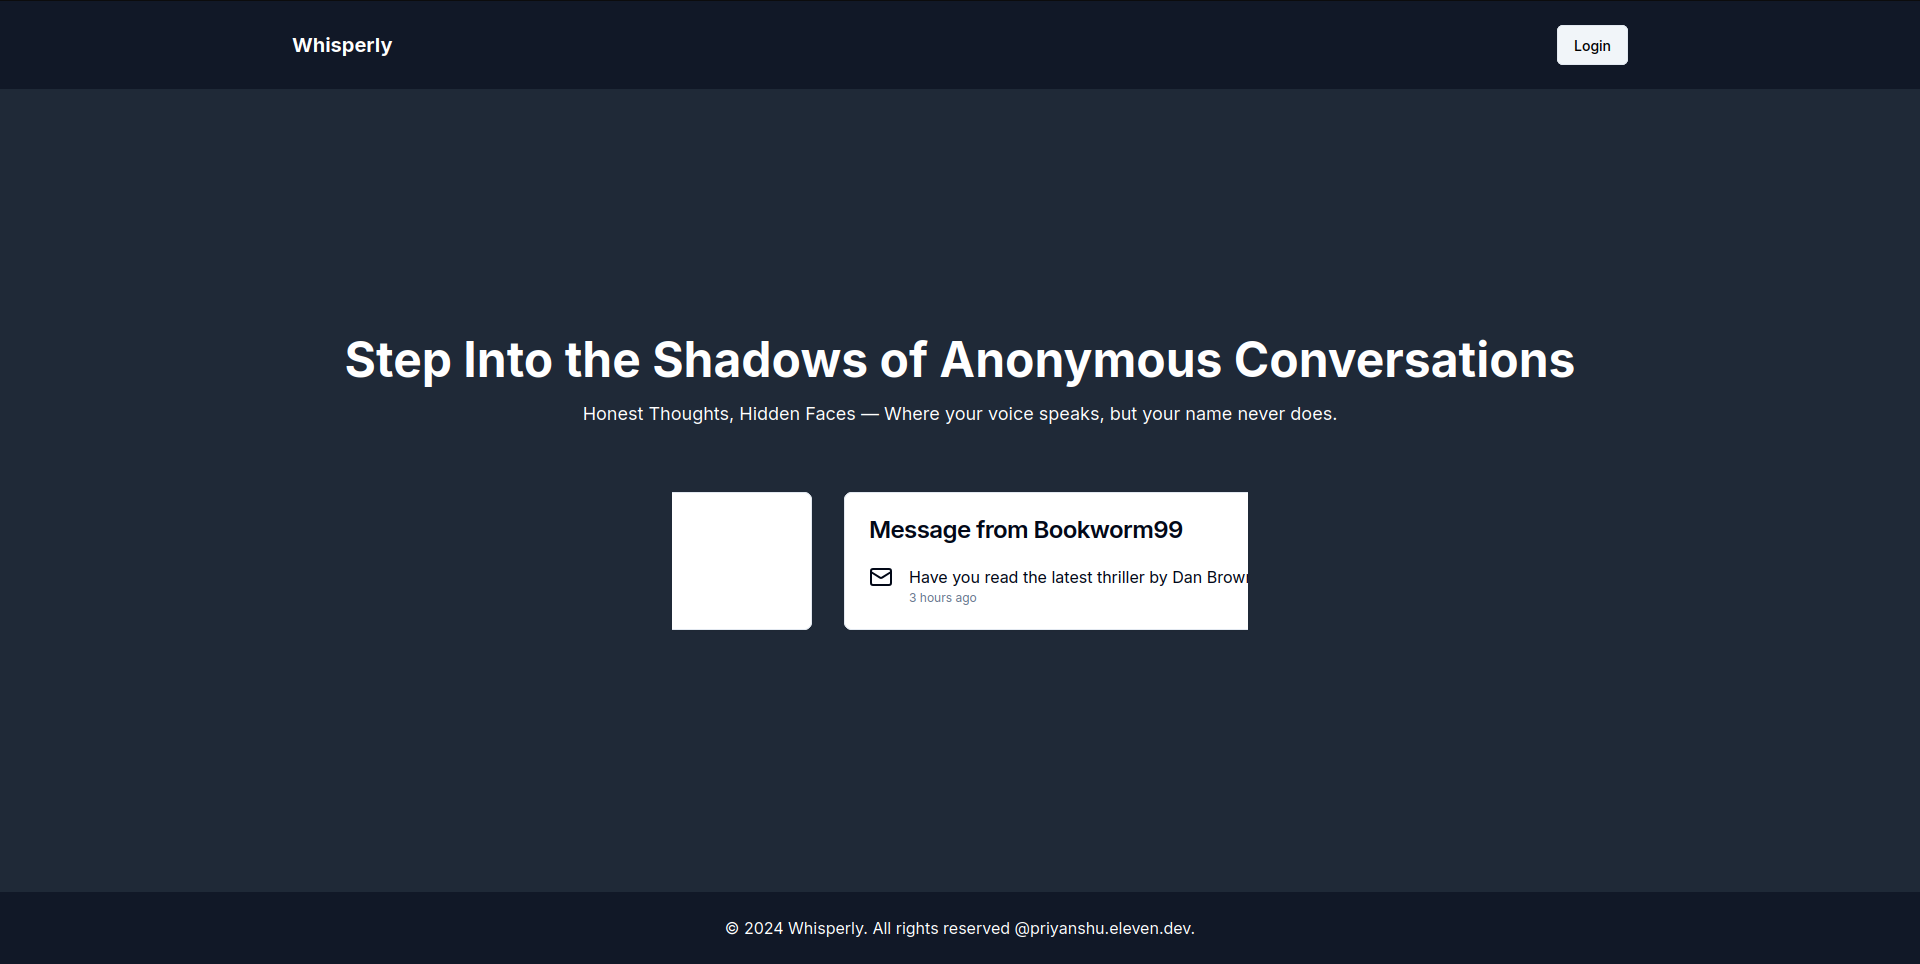 Whisperly
Login
Step Into the Shadows of Anonymous Conversations
Honest Thoughts, Hidden Faces — Where your voice speaks, but your name never does.
Message from Bookworm99
Have you read the latest thriller by Dan Brown
3 hours ago
© 2024 Whisperly. All rights reserved @priyanshu.eleven.dev.